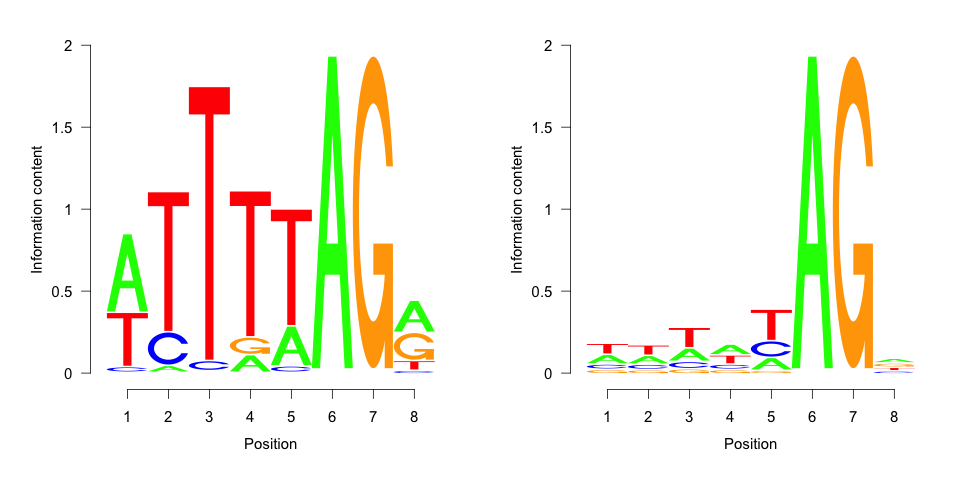 2
1.5
1
0.5
0
Information content
A T T T T A G A
T C C G A G
C A A C T
C
1 2 3 4 5 6 7 8
Position
2
1.5
1
0.5
0
Information content
T T T A T A G A
A A A T C G
C C C C A T
G G G G G C
1 2 3 4 5 6 7 8
Position